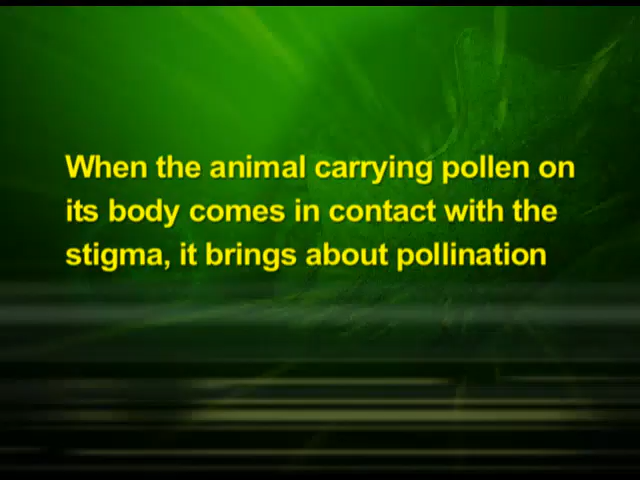 When the animal carrying pollen on
its body comes in contact with the
stigma, it brings about pollination